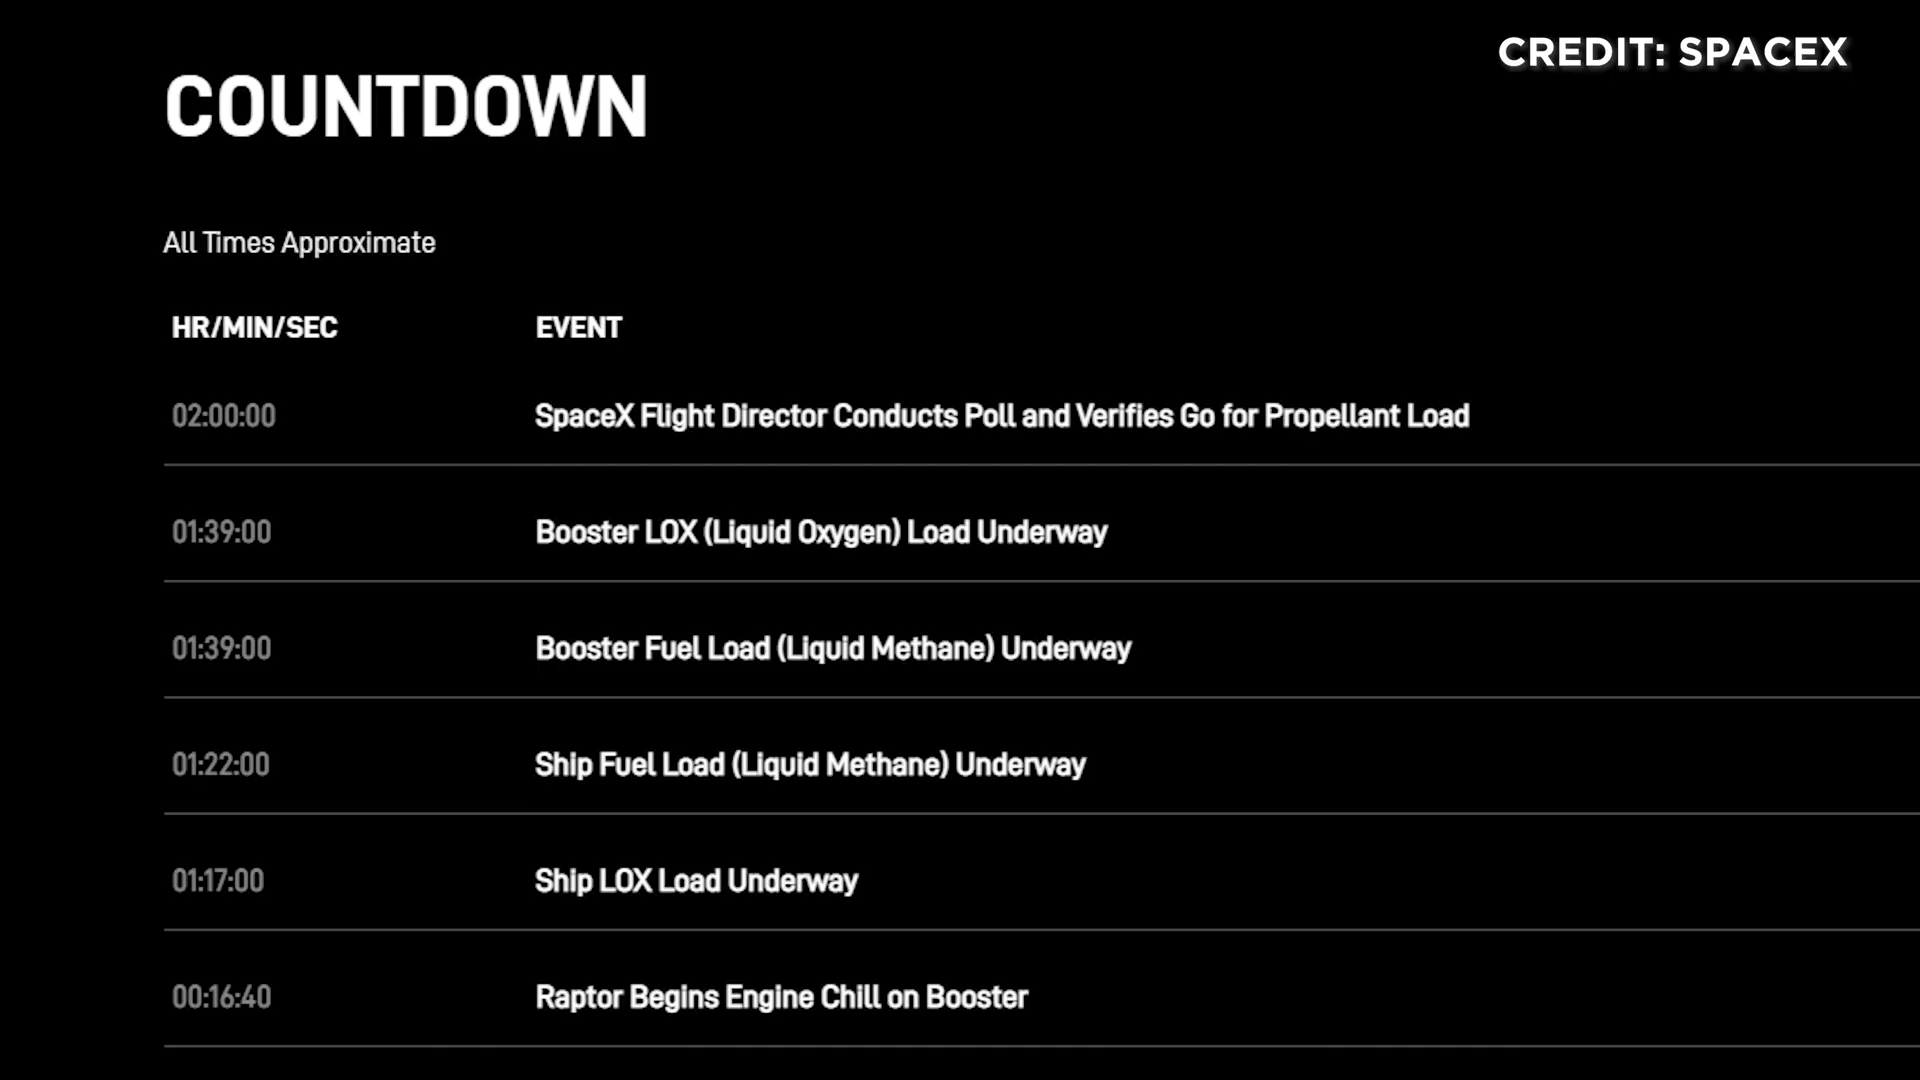 CREDIT: SPACEX
COUNTDOWN
All Times Approximate
HR/MIN/SEC EVENT
02:00:00 SpaceX Flight Director Conducts Poll and Verifies Go for Propellant Load
01:39:00 Booster LOX (Liquid Oxygen) Load Underway
01:39:00 Booster Fuel Load (Liquid Methane) Underway
01:22:00 Ship Fuel Load (Liquid Methane) Underway
01:17:00 Ship LOX Load Underway
00:16:40 Raptor Begins Engine Chill on Booster